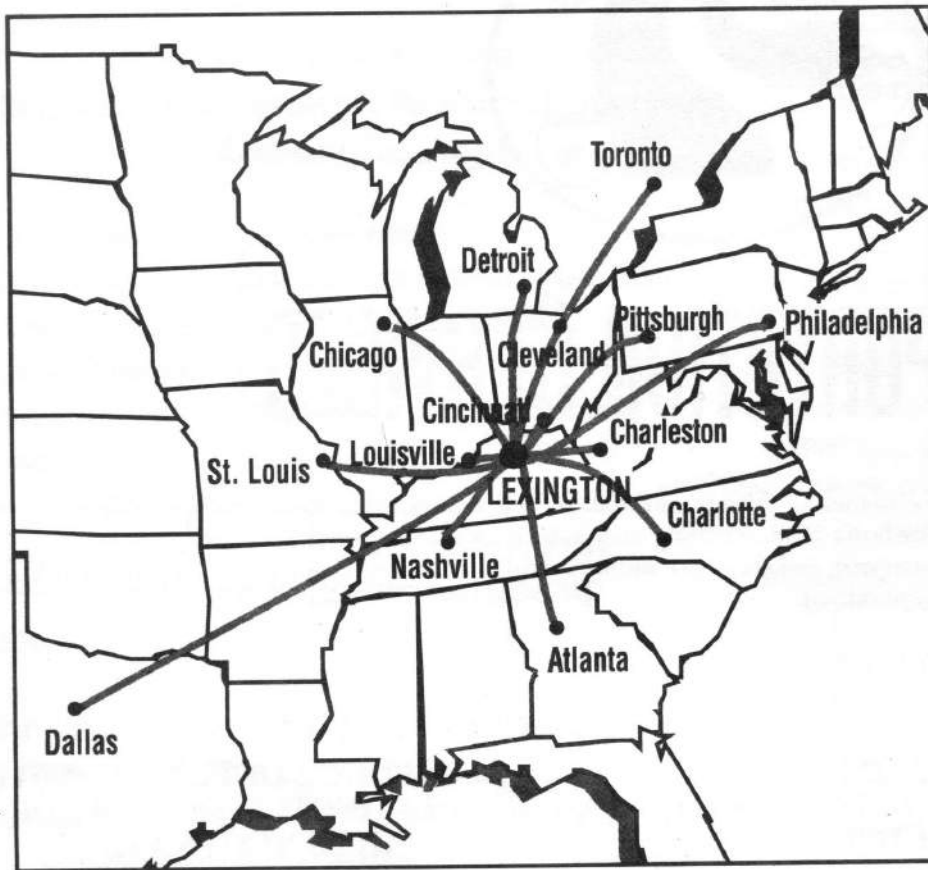 Toronto
Detroit
Pittsburgh
Philadelphia
Chicago
Cleveland
Cincinnati
Charleston
St. Louis
Louisville
LEXINGTON
Charlotte
Nashville
Atlanta
Dallas